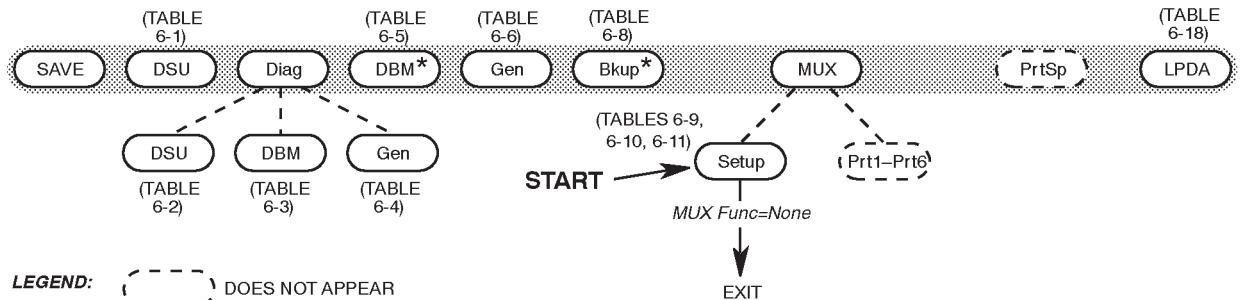 (TABLE 6-1)
(TABLE 6-5)
(TABLE 6-6)
(TABLE 6-8)
(TABLE 6-18)
SAVE
DSU
Diag
DBM*
Gen
Bkup*
MUX
PrtSp
LPDA
(TABLES 6-9,
6-10, 6-11)
DSU
DBM
Gen
Setup
Prt1–Prt6
START
(TABLE 6-2)
(TABLE 6-3)
(TABLE 6-4)
MUX Func=None
EXIT
LEGEND:
DOES NOT APPEAR